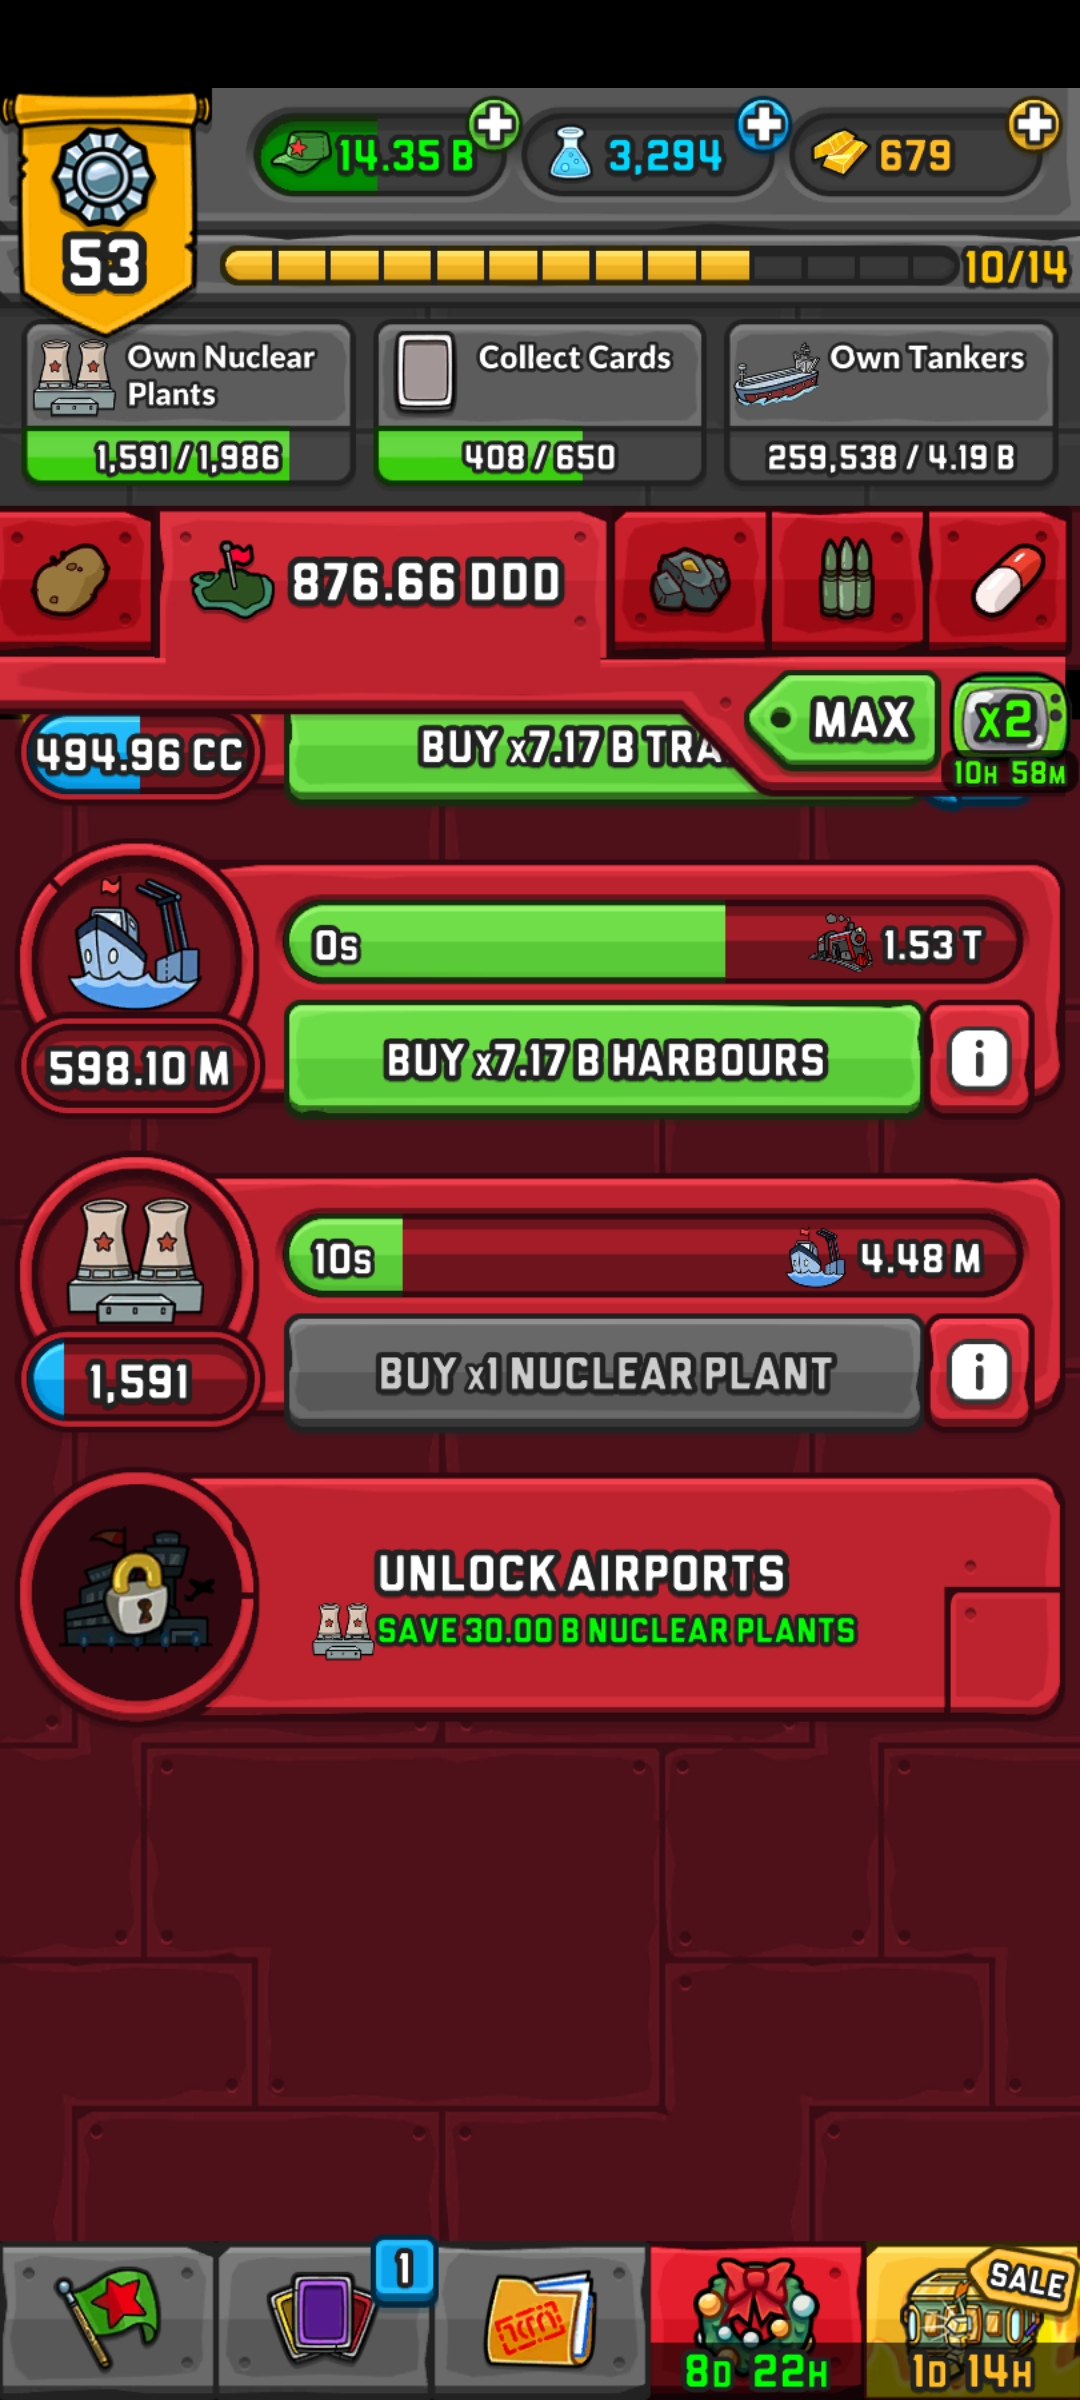 14.35 B
3,294
679
53
10/14
Own Nuclear
Plants
Collect Cards
Own Tankers
1,591 / 1,986
408 / 650
259,538 / 4.19 B
876.66 DDD
MAX
x2
10H 58M
494.96 CC
BUY x7.17 B TRA
0s
1.53 T
598.10 M
BUY x7.17 B HARBOURS
i
10s
4.48 M
1,591
BUY x1 NUCLEAR PLANT
i
UNLOCK AIRPORTS
SAVE 30.00 B NUCLEAR PLANTS
1
SALE
8D 22H
1D 14H